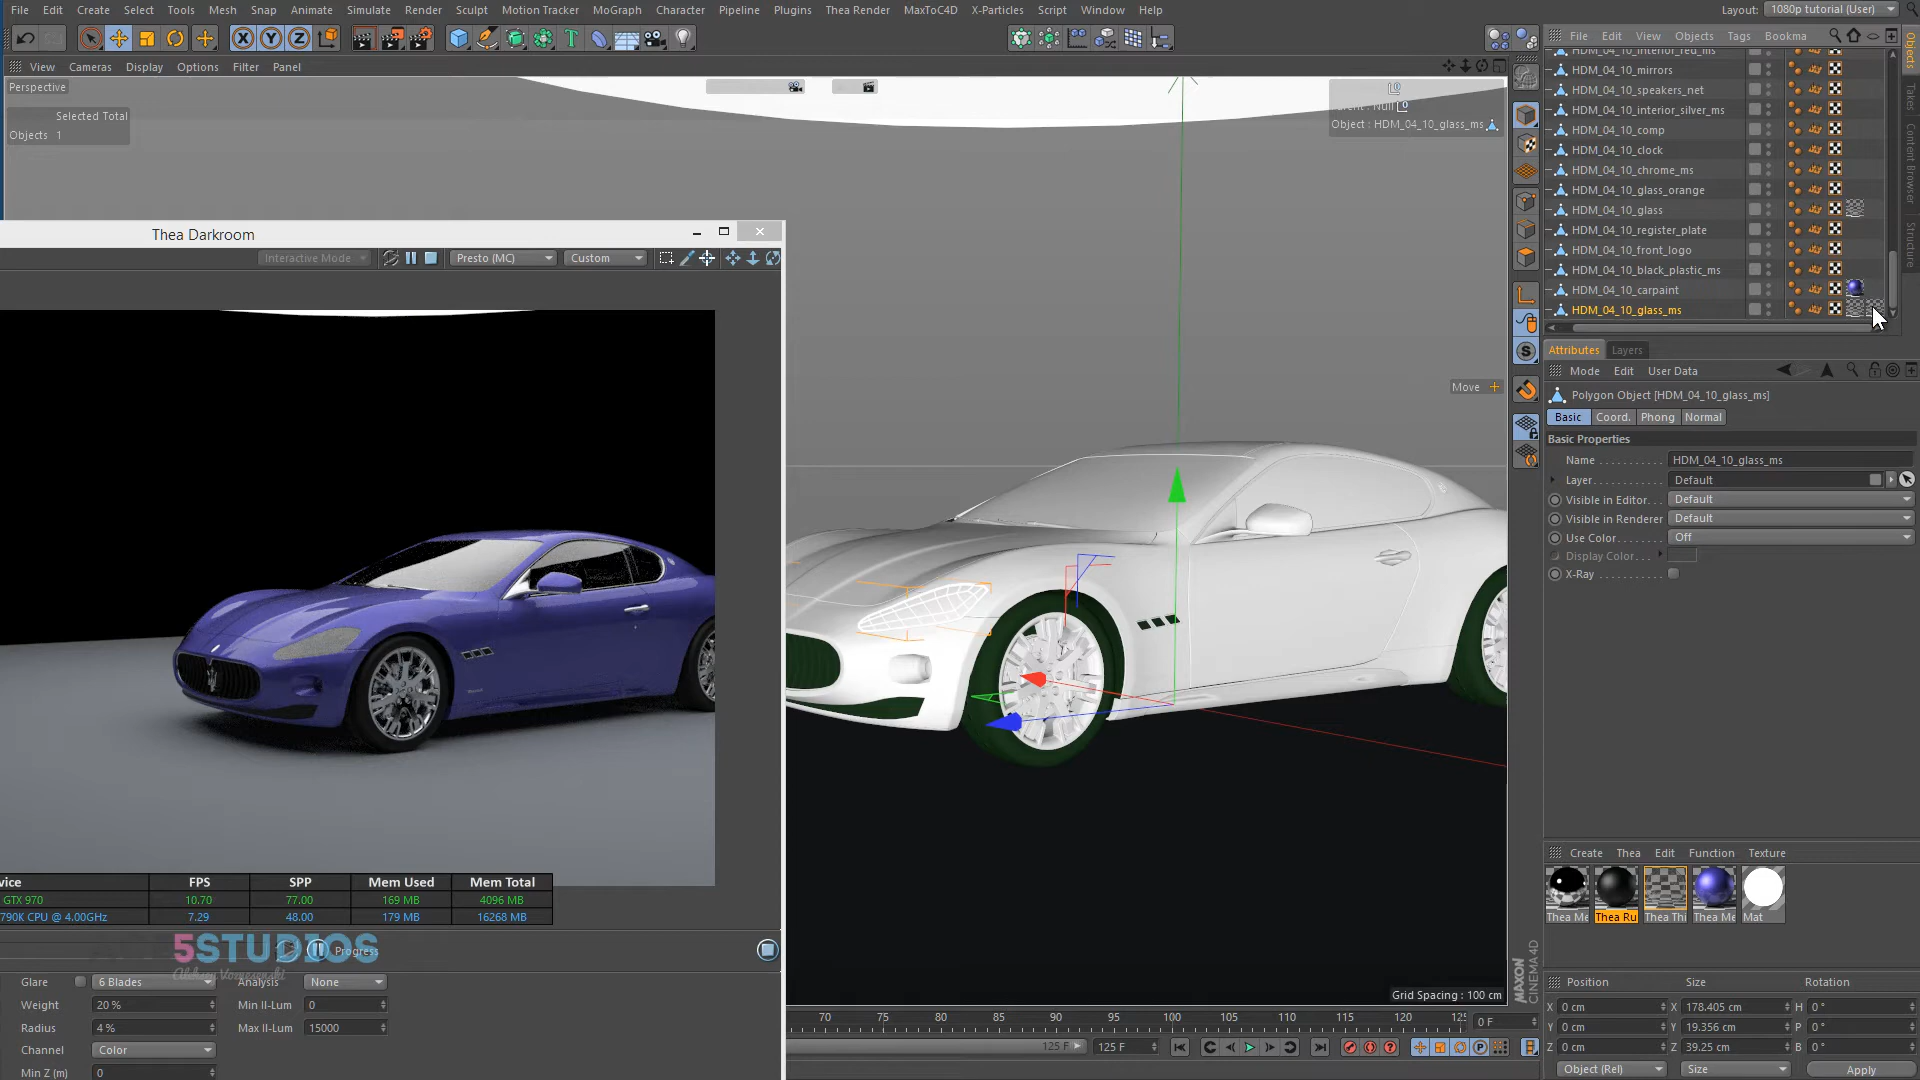 File Edit Create Select Tools Mesh Snap Animate Simulate Render Sculpt Motion Tracker MoGraph Character Pipeline Plugins Thea Render MaxToC4D X-Particles Script Window Help
Layout: 1080p tutorial (User)
View Cameras Display Options Filter Panel
File Edit View Objects Tags Bookma
Objects
Takes
Content Browser
Structure
Perspective
Selected Total
Objects 1
Object : HDM_04_10_glass_ms
HDM_04_10_interior_red_ms
HDM_04_10_mirrors
HDM_04_10_speakers_net
HDM_04_10_interior_silver_ms
HDM_04_10_comp
HDM_04_10_clock
HDM_04_10_chrome_ms
HDM_04_10_glass_orange
HDM_04_10_glass
HDM_04_10_register_plate
HDM_04_10_front_logo
HDM_04_10_black_plastic_ms
HDM_04_10_carpaint
HDM_04_10_glass_ms
Thea Darkroom
Interactive Mode Presto (MC) Custom
Move
Attributes Layers
Mode Edit User Data
Polygon Object [HDM_04_10_glass_ms]
Basic Coord. Phong Normal
Basic Properties
Name HDM_04_10_glass_ms
Layer Default
Visible in Editor Default
Visible in Renderer Default
Use Color Off
Display Color
X-Ray
vice FPS SPP Mem Used Mem Total
GTX 970 10.70 77.00 169 MB 4096 MB
790K CPU @ 4.00GHz 7.29 48.00 179 MB 16268 MB
5STUDIOS
Progress
Glare 6 Blades Analysis None
Weight 20 % Min Il-Lum 0
Radius 4 % Max Il-Lum 15000
Channel Color
Min Z (m) 0
Create Thea Edit Function Texture
Thea Me Thea Ru Thea Thi Thea Me Mat
MAXON
CINEMA 4D
Grid Spacing : 100 cm
70 75 80 85 90 95 100 105 110 115 120 125
0 F
125 F 125 F
Position Size Rotation
X 0 cm X 178.405 cm H 0 °
Y 0 cm Y 19.356 cm P 0 °
Z 0 cm Z 39.25 cm B 0 °
Object (Rel) Size Apply